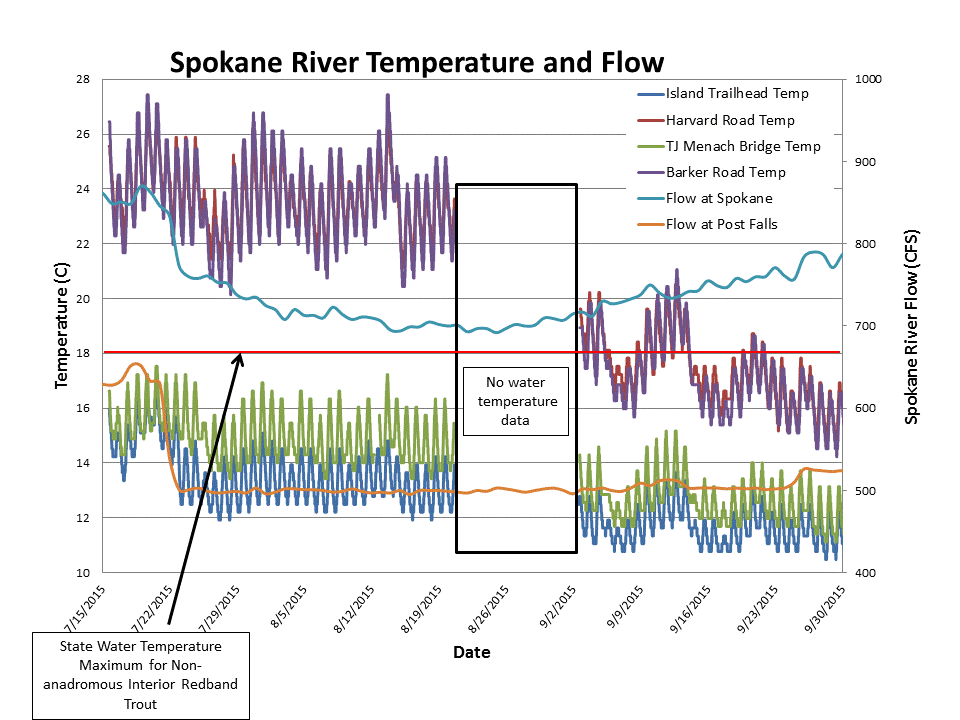 Spokane River Temperature and Flow
28
26
24
22
20
18
16
14
12
10
Temperature (C)
1000
900
800
700
600
500
400
Spokane River Flow (CFS)
Island Trailhead Temp
Harvard Road Temp
TJ Menach Bridge Temp
Barker Road Temp
Flow at Spokane
Flow at Post Falls
No water
temperature
data
7/15/2015
7/22/2015
7/29/2015
8/5/2015
8/12/2015
8/19/2015
8/26/2015
9/2/2015
9/9/2015
9/16/2015
9/23/2015
9/30/2015
Date
State Water Temperature
Maximum for Non-
anadromous Interior Redband
Trout